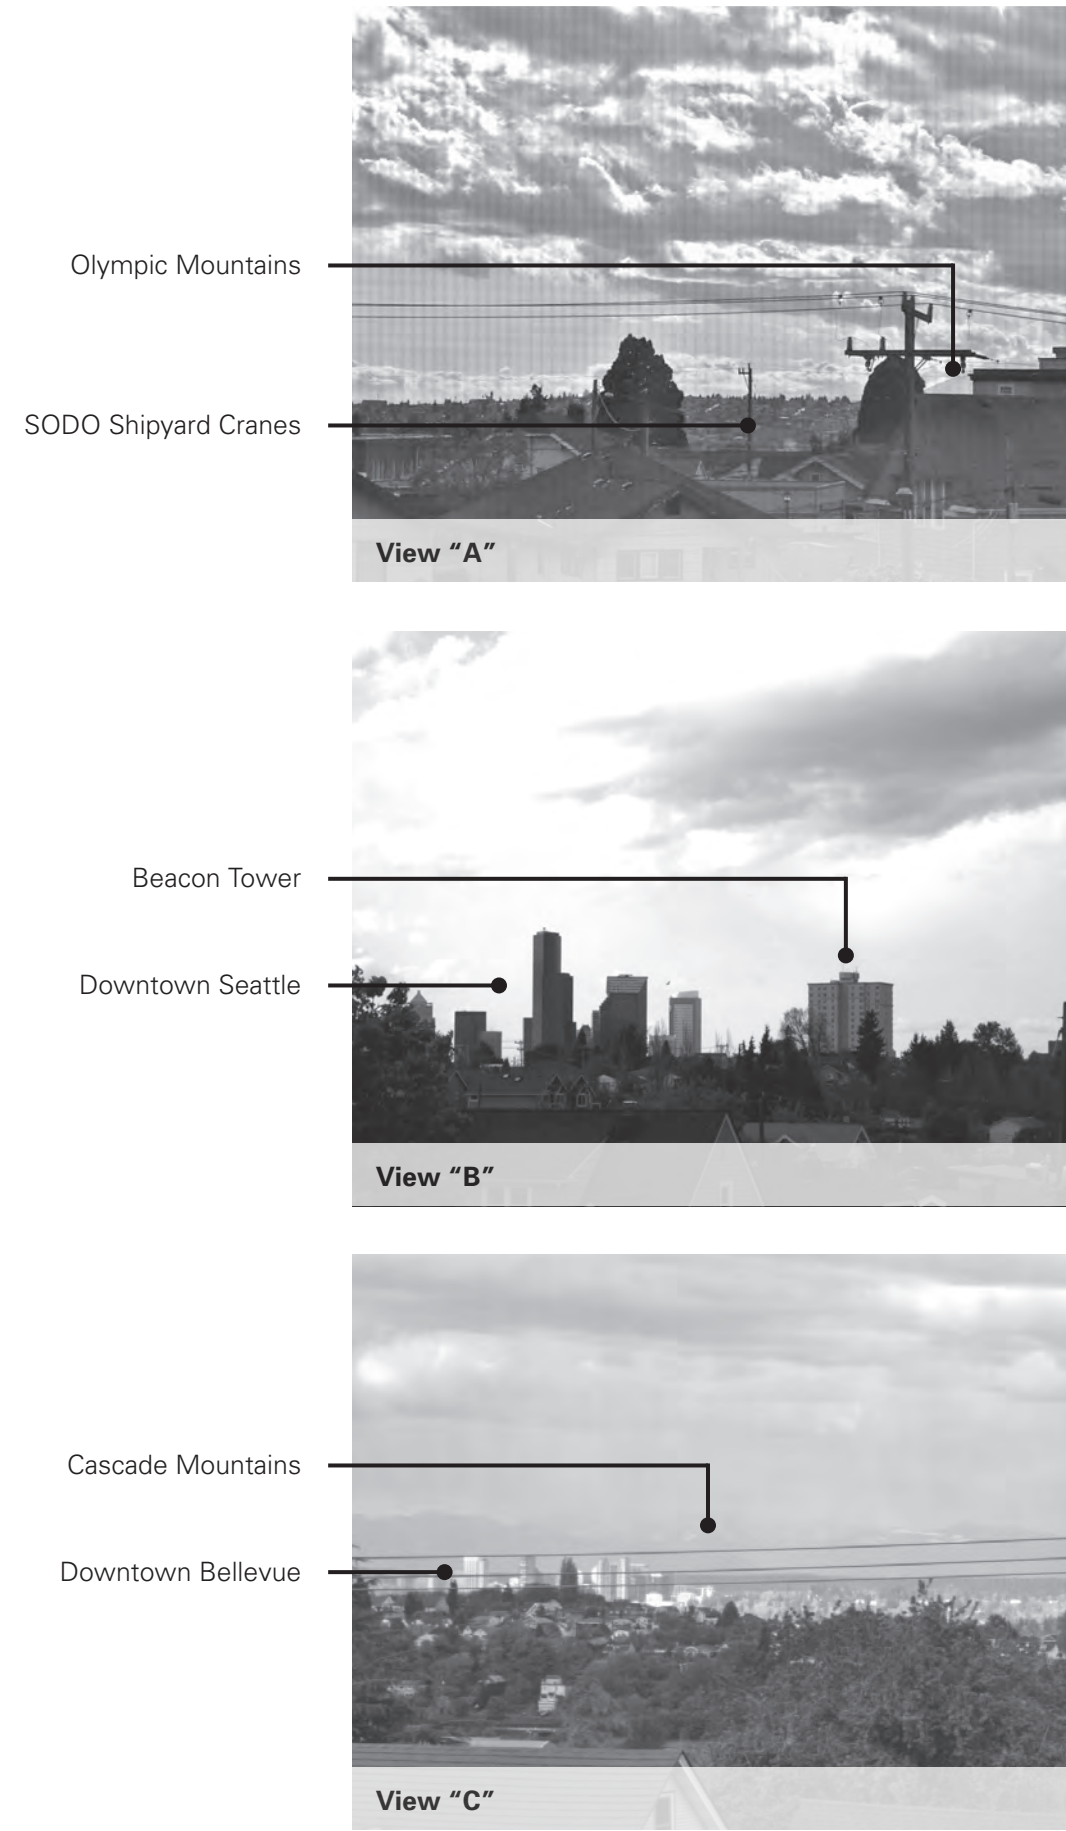 Olympic Mountains
SODO Shipyard Cranes
View “A”
Beacon Tower
Downtown Seattle
View “B”
Cascade Mountains
Downtown Bellevue
View “C”